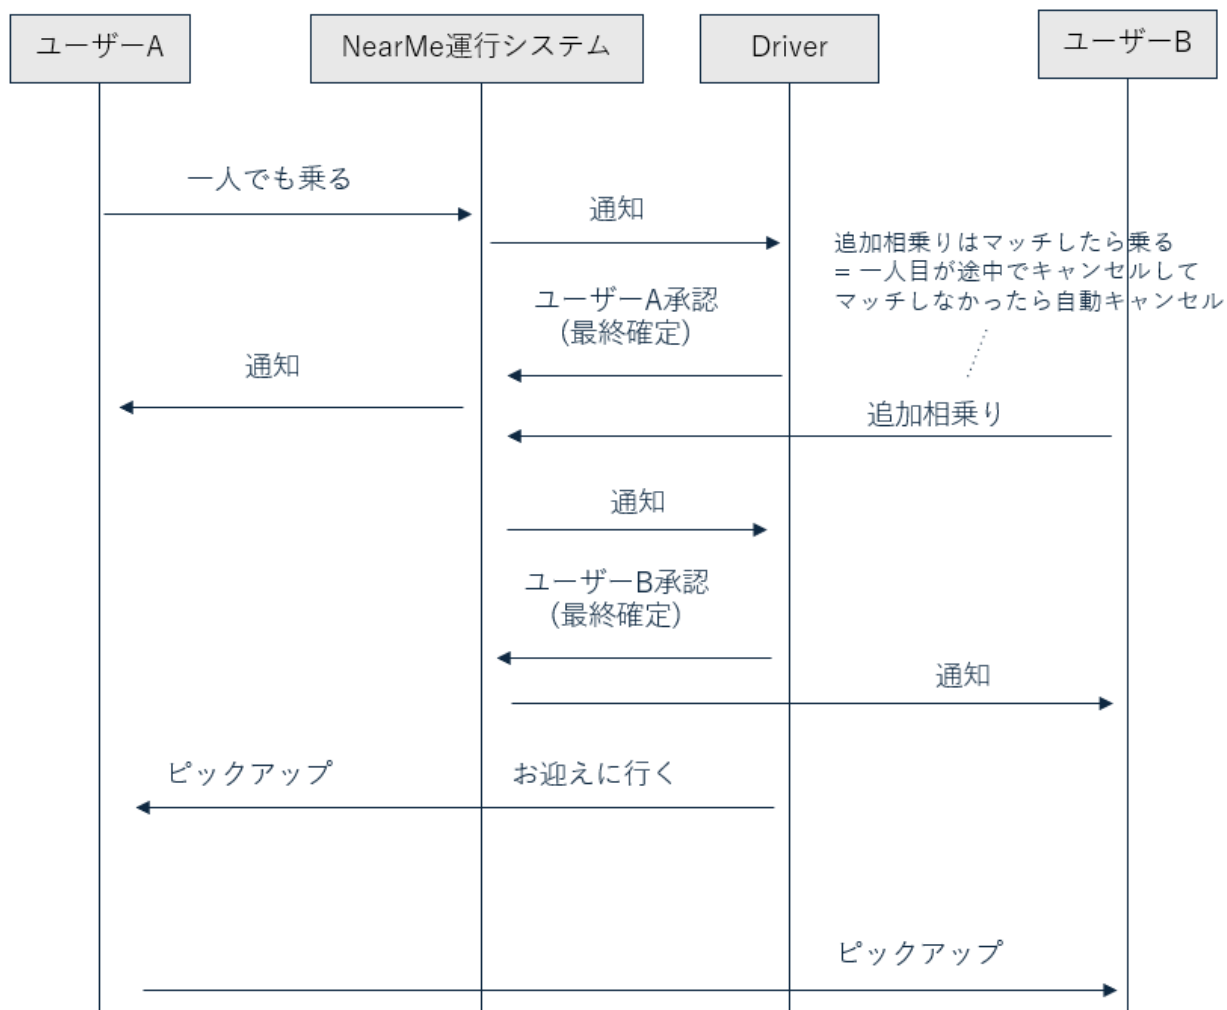 ユーザーA
NearMe運行システム
Driver
ユーザーB
一人でも乗る
通知
追加相乗りはマッチしたら乗る
= 一人目が途中でキャンセルして
マッチしなかったら自動キャンセル
ユーザーA承認
(最終確定)
通知
追加相乗り
通知
ユーザーB承認
(最終確定)
通知
ピックアップ
お迎えに行く
ピックアップ